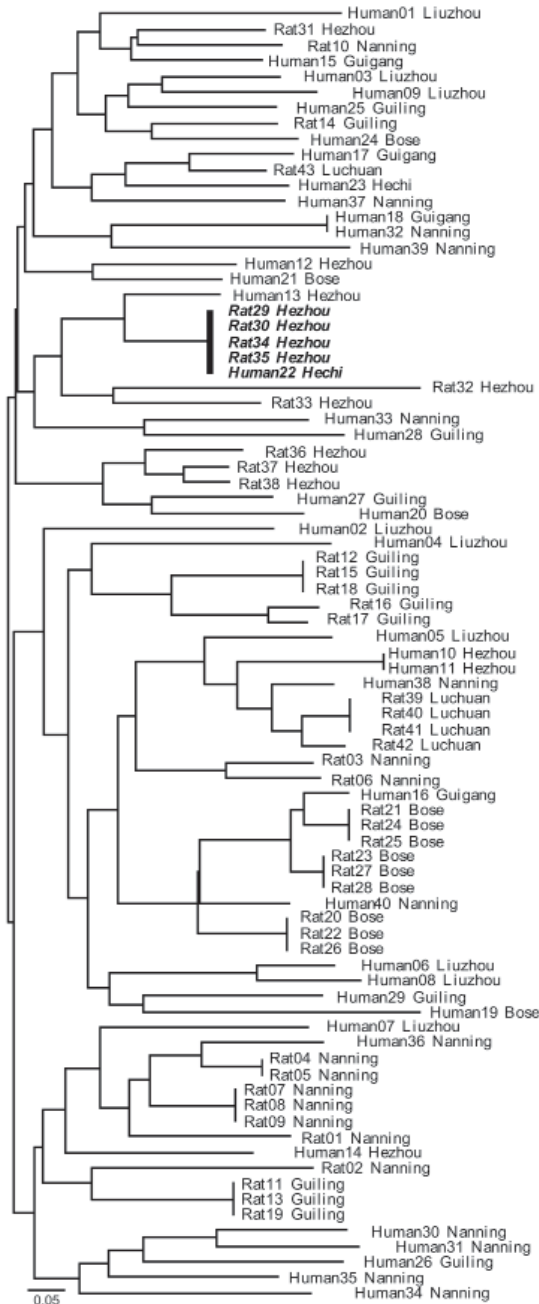 Human01 Liuzhou
Rat31 Hezhou
Rat10 Nanning
Human15 Guigang
Human03 Liuzhou
Human09 Liuzhou
Human25 Guiling
Rat14 Guiling
Human24 Bose
Human17 Guigang
Rat43 Luchuan
Human23 Hechi
Human37 Nanning
Human18 Guigang
Human32 Nanning
Human39 Nanning
Human12 Hezhou
Human21 Bose
Human13 Hezhou
Rat29 Hezhou
Rat30 Hezhou
Rat34 Hezhou
Rat35 Hezhou
Human22 Hechi
Rat32 Hezhou
Rat33 Hezhou
Human33 Nanning
Human28 Guiling
Rat36 Hezhou
Rat37 Hezhou
Rat38 Hezhou
Human27 Guiling
Human20 Bose
Human02 Liuzhou
Human04 Liuzhou
Rat12 Guiling
Rat15 Guiling
Rat18 Guiling
Rat16 Guiling
Rat17 Guiling
Human05 Liuzhou
Human10 Hezhou
Human11 Hezhou
Human38 Nanning
Rat39 Luchuan
Rat40 Luchuan
Rat41 Luchuan
Rat42 Luchuan
Rat03 Nanning
Rat06 Nanning
Human16 Guigang
Rat21 Bose
Rat24 Bose
Rat25 Bose
Rat23 Bose
Rat27 Bose
Rat28 Bose
Human40 Nanning
Rat20 Bose
Rat22 Bose
Rat26 Bose
Human06 Liuzhou
Human08 Liuzhou
Human29 Guiling
Human19 Bose
Human07 Liuzhou
Human36 Nanning
Rat04 Nanning
Rat05 Nanning
Rat07 Nanning
Rat08 Nanning
Rat09 Nanning
Rat01 Nanning
Human14 Hezhou
Rat02 Nanning
Rat11 Guiling
Rat13 Guiling
Rat19 Guiling
Human30 Nanning
Human31 Nanning
Human26 Guiling
Human35 Nanning
Human34 Nanning
0.05